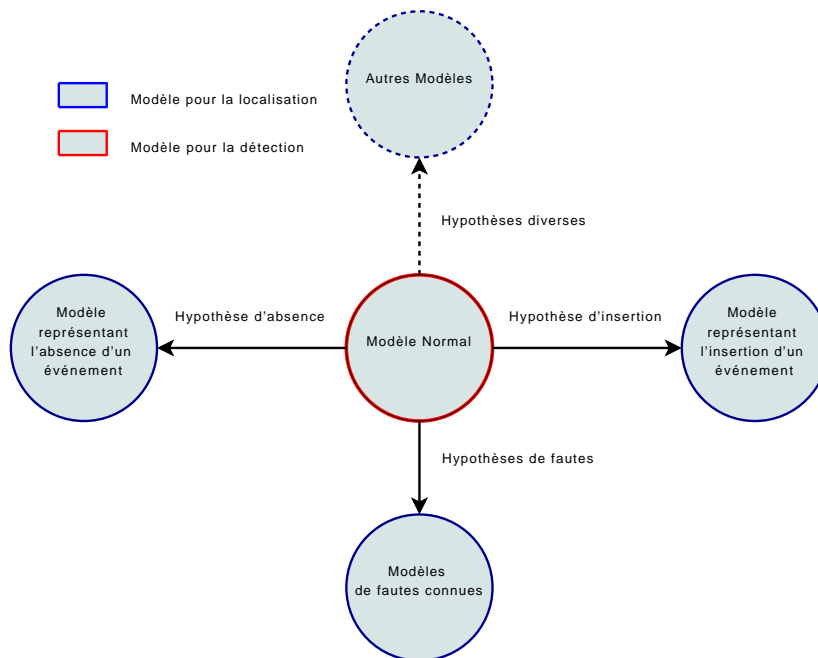 Autres Modèles
Modèle pour la localisation
Modèle pour la détection
Hypothèses diverses
Modèle
représentant
l'absence d'un
événement
Hypothèse d'absence
Modèle Normal
Hypothèse d'insertion
Modèle
représentant
l'insertion d'un
événement
Hypothèses de fautes
Modèles
de fautes connues